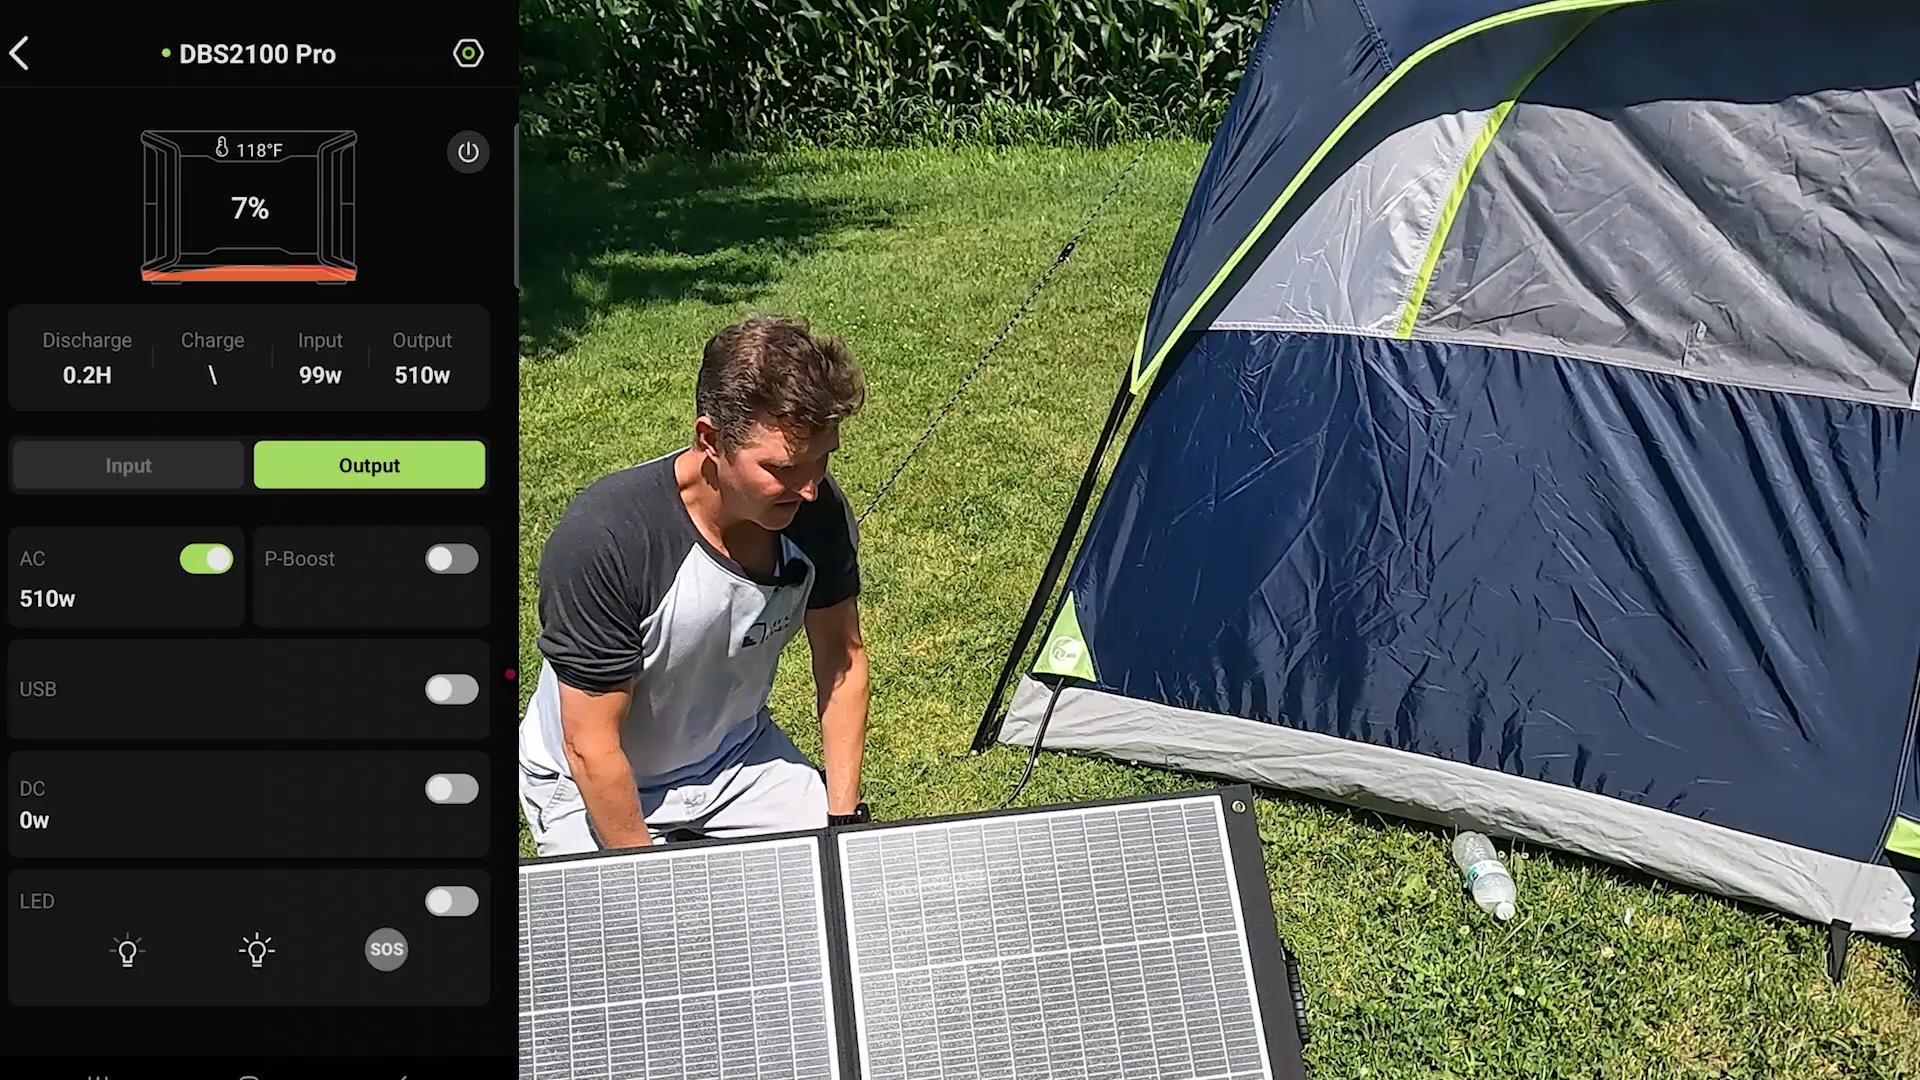 DBS2100 Pro
118°F
7%
Discharge Charge Input Output
0.2H \ 99w 510w
Input Output
AC P-Boost
510w
USB
DC
0w
LED
SOS